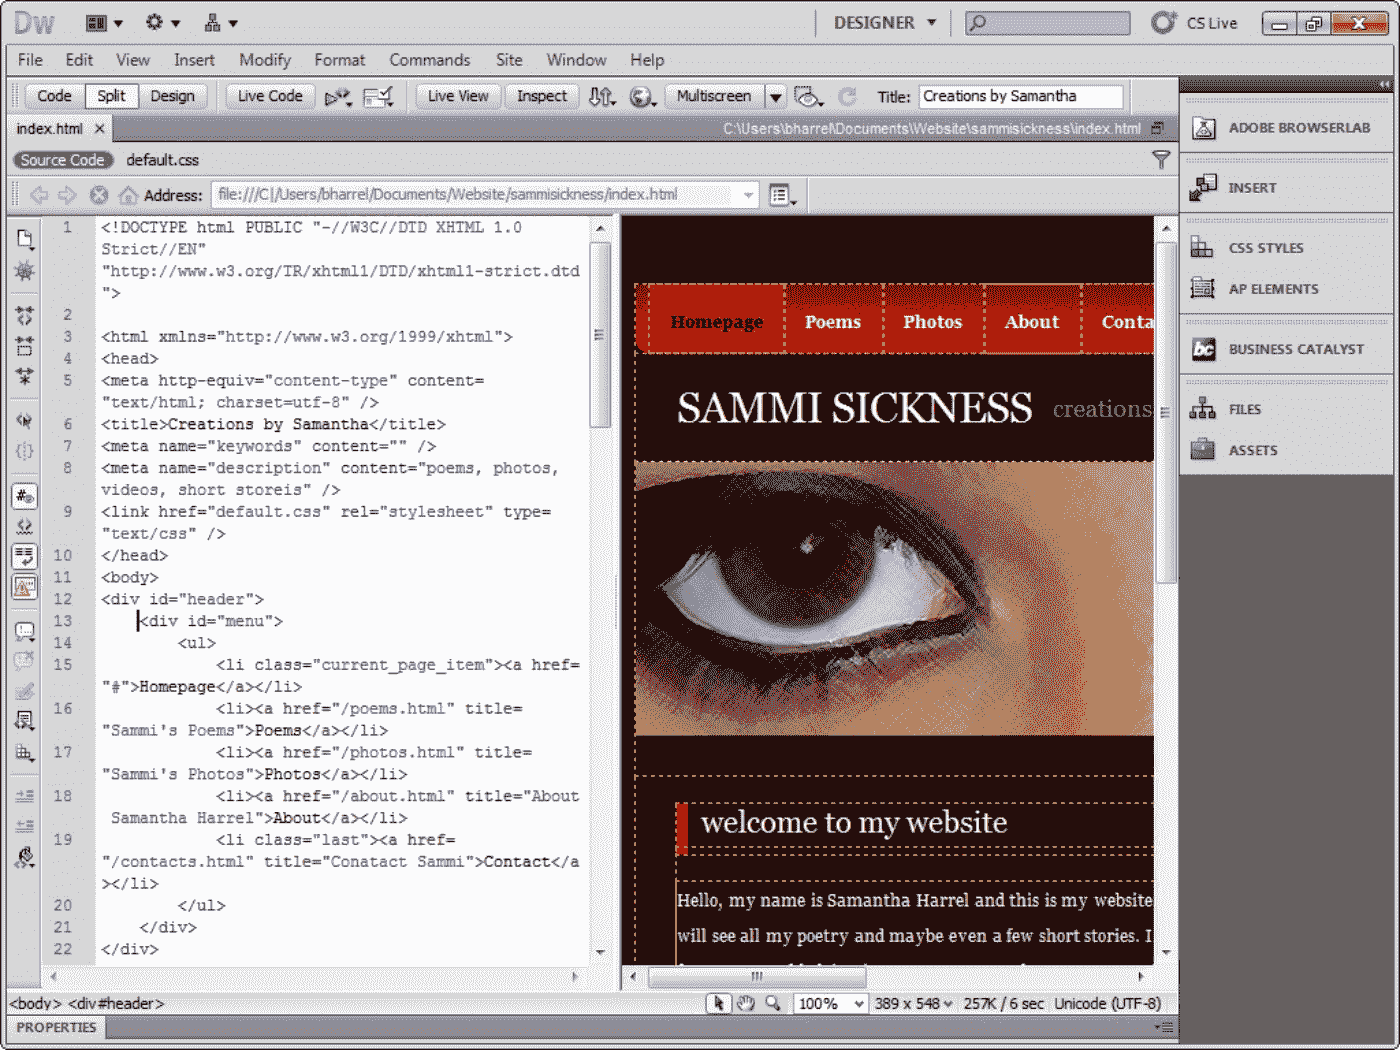 Dw DESIGNER CS Live
File Edit View Insert Modify Format Commands Site Window Help
Code Split Design Live Code Live View Inspect Multiscreen Title: Creations by Samantha
index.html C:\Users\bharrel\Documents\Website\sammisickness\index.html
Source Code default.css
Address: file:///C|/Users/bharrel/Documents/Website/sammisickness/index.html
1 <!DOCTYPE html PUBLIC "-//W3C//DTD XHTML 1.0
Strict//EN"
"http://www.w3.org/TR/xhtml1/DTD/xhtml1-strict.dtd
">
2
3 <html xmlns="http://www.w3.org/1999/xhtml">
4 <head>
5 <meta http-equiv="content-type" content=
"text/html; charset=utf-8" />
6 <title>Creations by Samantha</title>
7 <meta name="keywords" content="" />
8 <meta name="description" content="poems, photos,
videos, short storeis" />
9 <link href="default.css" rel="stylesheet" type=
"text/css" />
10 </head>
11 <body>
12 <div id="header">
13 <div id="menu">
14 <ul>
15 <li class="current_page_item"><a href=
"#">Homepage</a></li>
16 <li><a href="/poems.html" title=
"Sammi's Poems">Poems</a></li>
17 <li><a href="/photos.html" title=
"Sammi's Photos">Photos</a></li>
18 <li><a href="/about.html" title="About
Samantha Harrel">About</a></li>
19 <li class="last"><a href=
"/contacts.html" title="Conatact Sammi">Contact</a
></li>
20 </ul>
21 </div>
22 </div>
Homepage Poems Photos About Conta
SAMMI SICKNESS creations
welcome to my website
Hello, my name is Samantha Harrel and this is my website
will see all my poetry and maybe even a few short stories. I
ADOBE BROWSERLAB
INSERT
CSS STYLES
AP ELEMENTS
bc BUSINESS CATALYST
FILES
ASSETS
<body> <div#header> 100% 389 x 548 257K / 6 sec Unicode (UTF-8)
PROPERTIES